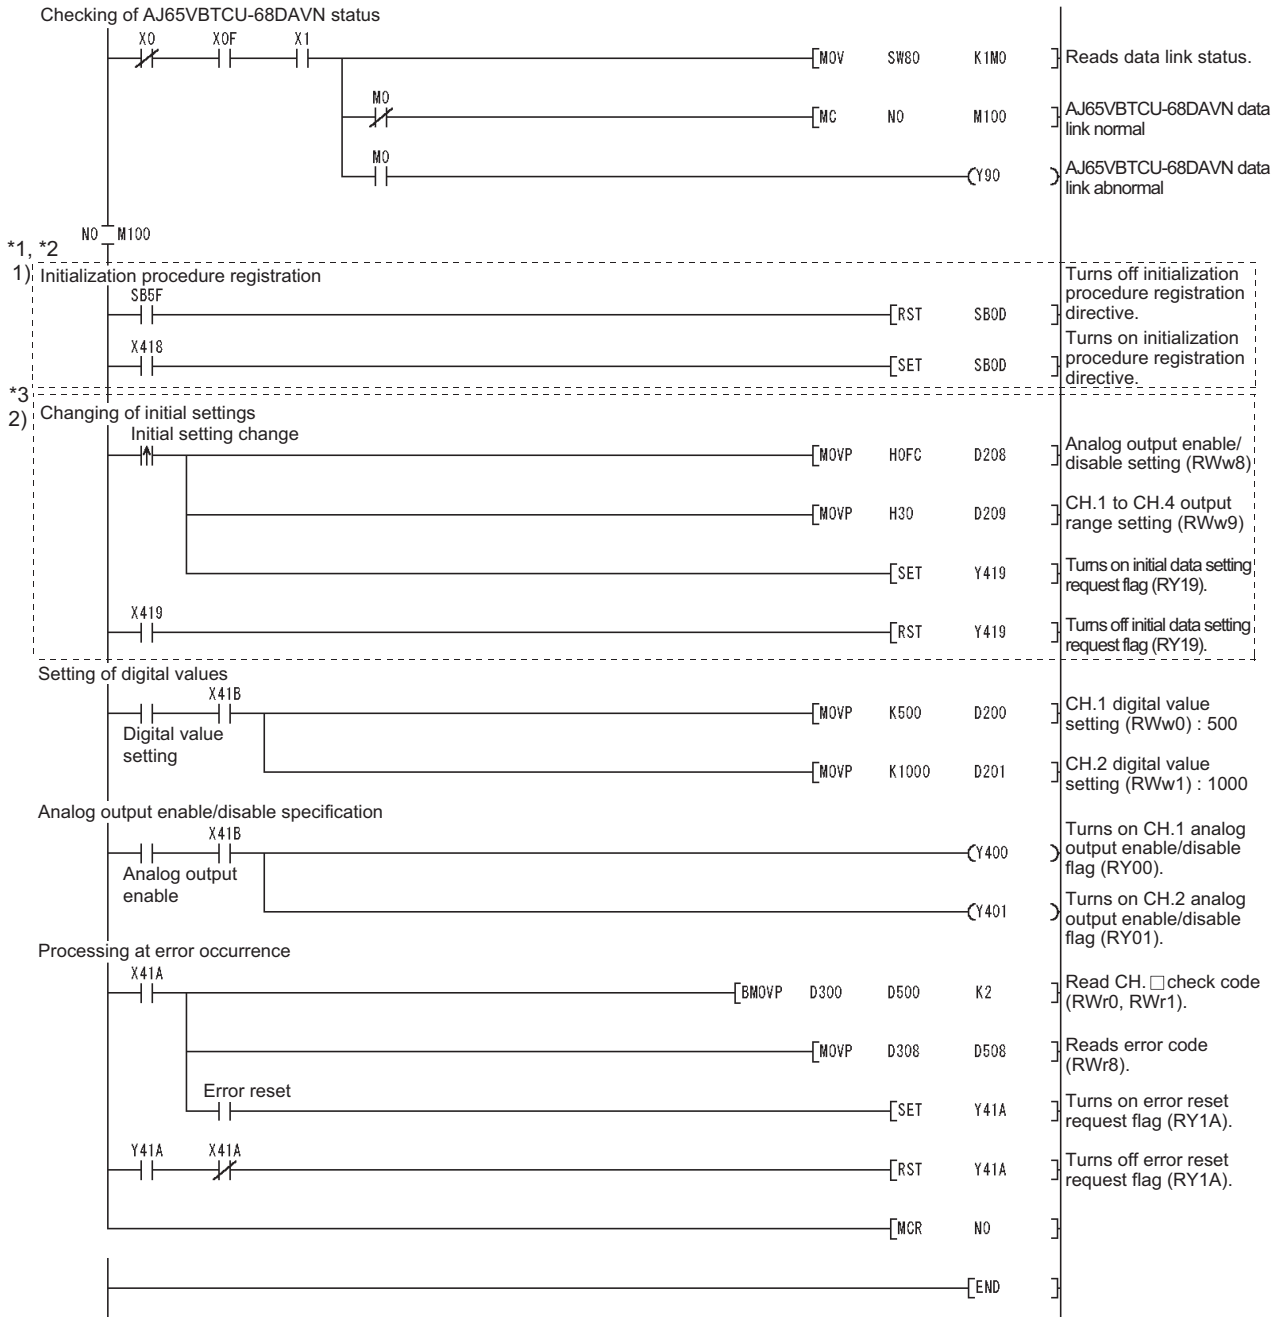 Checking of AJ65VBTCU-68DAVN status
X0 X0F X1
MOV SW80 K1M0 Reads data link status.
M0
MC N0 M100 AJ65VBTCU-68DAVN data
link normal
M0
Y90 AJ65VBTCU-68DAVN data
link abnormal
N0 M100
*1, *2
1) Initialization procedure registration
SB5F
RST SB0D Turns off initialization
procedure registration
directive.
X418
SET SB0D Turns on initialization
procedure registration
directive.
*3
2) Changing of initial settings
Initial setting change
MOVP H0FC D208 Analog output enable/
disable setting (RWw8)
MOVP H30 D209 CH.1 to CH.4 output
range setting (RWw9)
SET Y419 Turns on initial data setting
request flag (RY19).
X419
RST Y419 Turns off initial data setting
request flag (RY19).
Setting of digital values
X41B
Digital value
setting
MOVP K500 D200 CH.1 digital value
setting (RWw0) : 500
MOVP K1000 D201 CH.2 digital value
setting (RWw1) : 1000
Analog output enable/disable specification
X41B
Analog output
enable
Y400 Turns on CH.1 analog
output enable/disable
flag (RY00).
Y401 Turns on CH.2 analog
output enable/disable
flag (RY01).
Processing at error occurrence
X41A
BMOVP D300 D500 K2 Read CH. □ check code
(RWr0, RWr1).
MOVP D308 D508 Reads error code
(RWr8).
Error reset
SET Y41A Turns on error reset
request flag (RY1A).
Y41A X41A
RST Y41A Turns off error reset
request flag (RY1A).
MCR N0
END